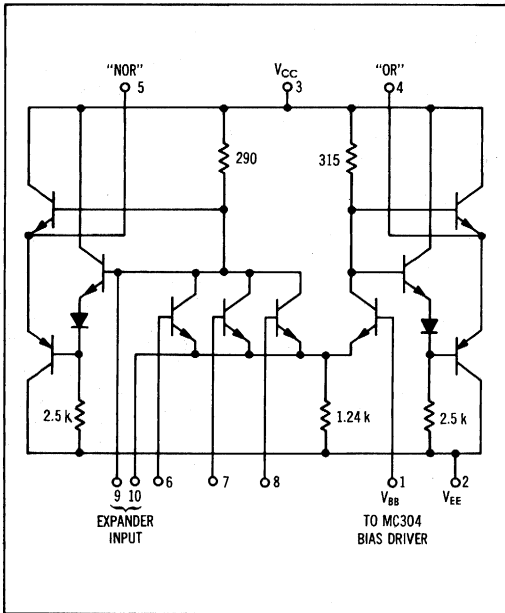 "NOR" VCC "OR"
5 3 4
290 315
2.5 k 1.24 k 2.5 k
9 10 6 7 8 1 2
VBB VEE
EXPANDER TO MC304
INPUT BIAS DRIVER